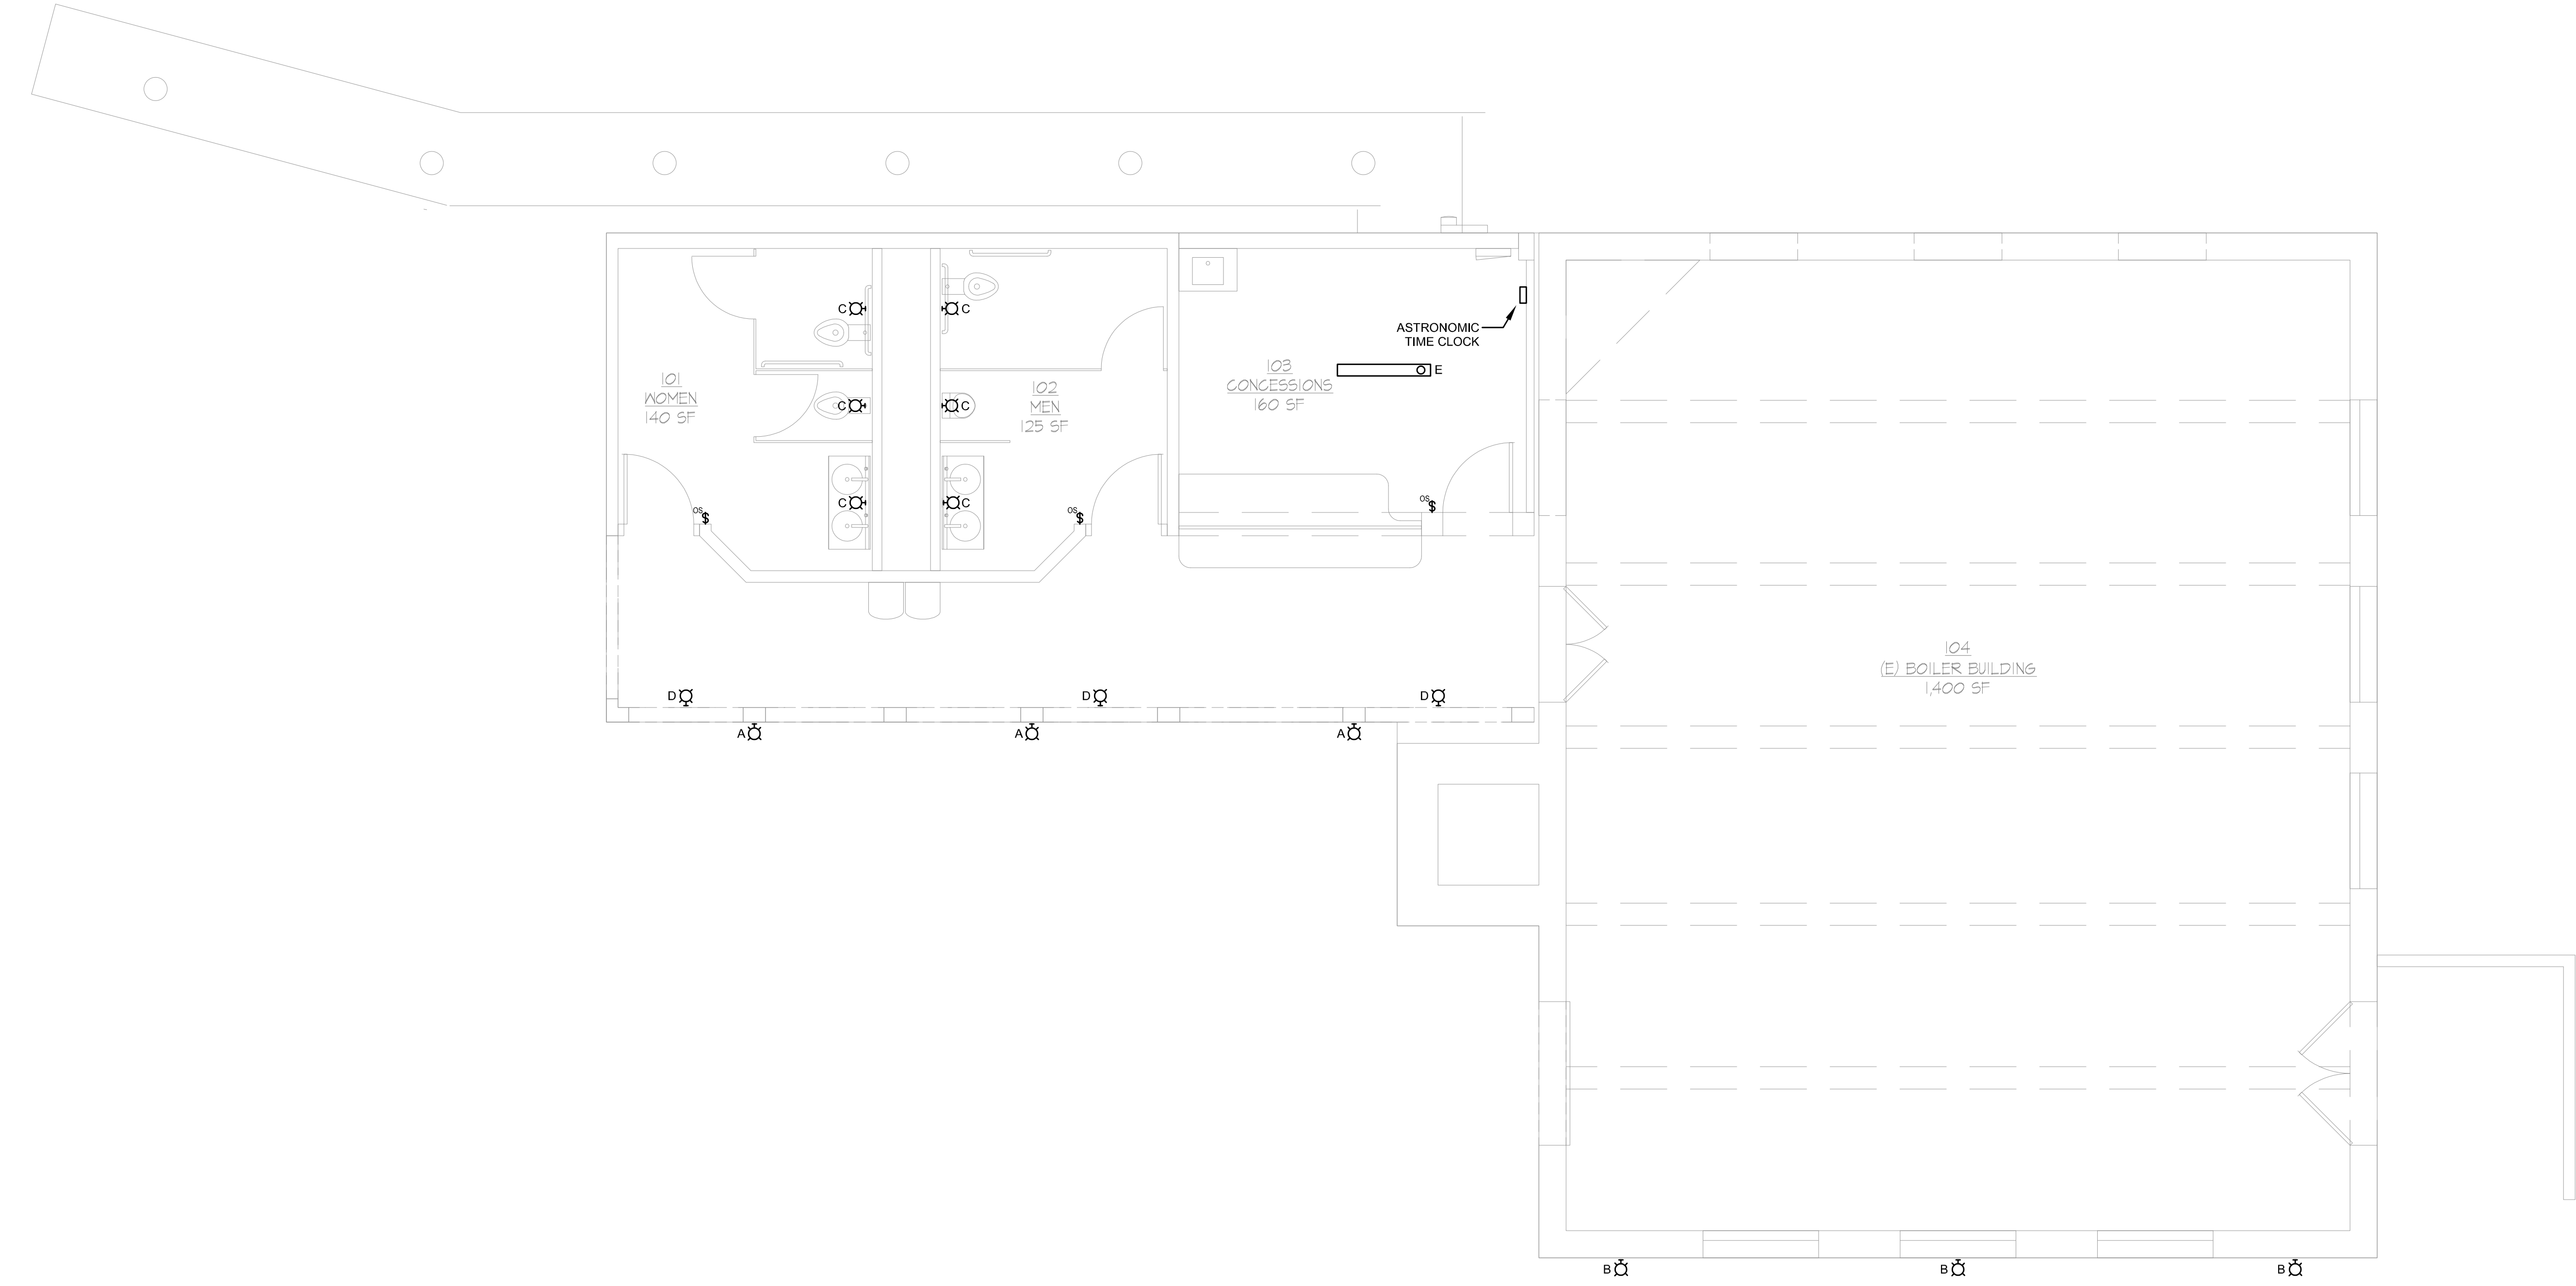 C
C
ASTRONOMIC
TIME CLOCK
101
WOMEN
140 SF
C
C
102
MEN
125 SF
103
CONCESSIONS
160 SF
E
C
C
OS
$
OS
$
OS
$
104
(E) BOILER BUILDING
1,400 SF
D
D
D
A
A
A
B
B
B